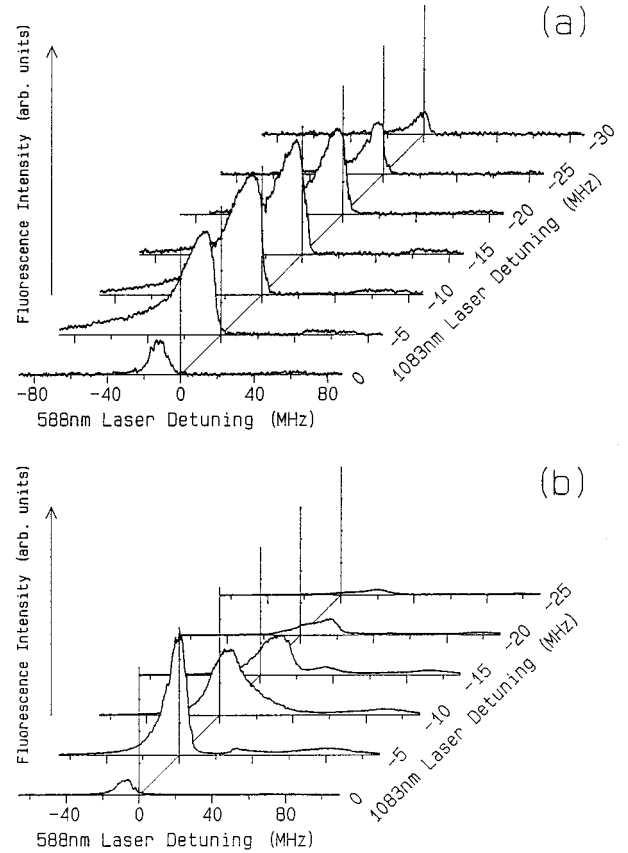 (a)
Fluorescence Intensity (arb. units)
-30
-25
-20
-15
-10
-5
0
1083nm Laser Detuning (MHz)
-80 -40 0 40 80
588nm Laser Detuning (MHz)
(b)
Fluorescence Intensity (arb. units)
-25
-20
-15
-10
-5
0
1083nm Laser Detuning (MHz)
-40 0 40 80
588nm Laser Detuning (MHz)